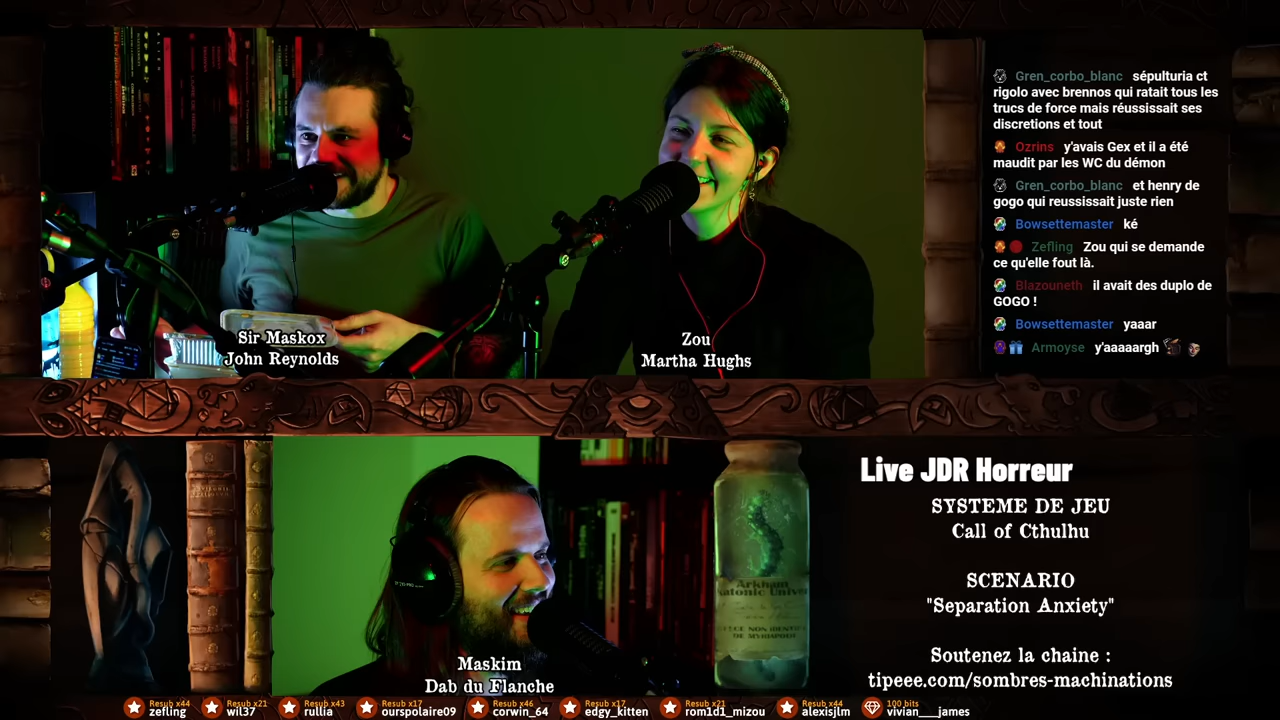 Gren_corbo_blanc sépulturia ct
rigolo avec brennos qui ratait tous les
trucs de force mais réussissait ses
discretions et tout
Ozrins y'avais Gex et il a été
maudit par les WC du démon
Gren_corbo_blanc et henry de
gogo qui reussissait juste rien
Bowsettemaster ké
Zefling Zou qui se demande
ce qu'elle fout là.
Blazouneth il avait des duplo de
GOGO !
Bowsettemaster yaaar
Armoyse y'aaaaargh
Sir Maskox
John Reynolds
Zou
Martha Hughs
Live JDR Horreur
SYSTEME DE JEU
Call of Cthulhu
SCENARIO
"Separation Anxiety"
Soutenez la chaine :
tipeee.com/sombres-machinations
Arkham
Maskim
Dab du Flanche
Resub x44
zefling
Resub x21
wil37
Resub x43
rullia
Resub x17
ourspolaire09
Resub x46
corwin_64
Resub x17
edgy_kitten
Resub x21
rom1d1_mizou
Resub x44
alexisjlm
100 bits
vivian___james